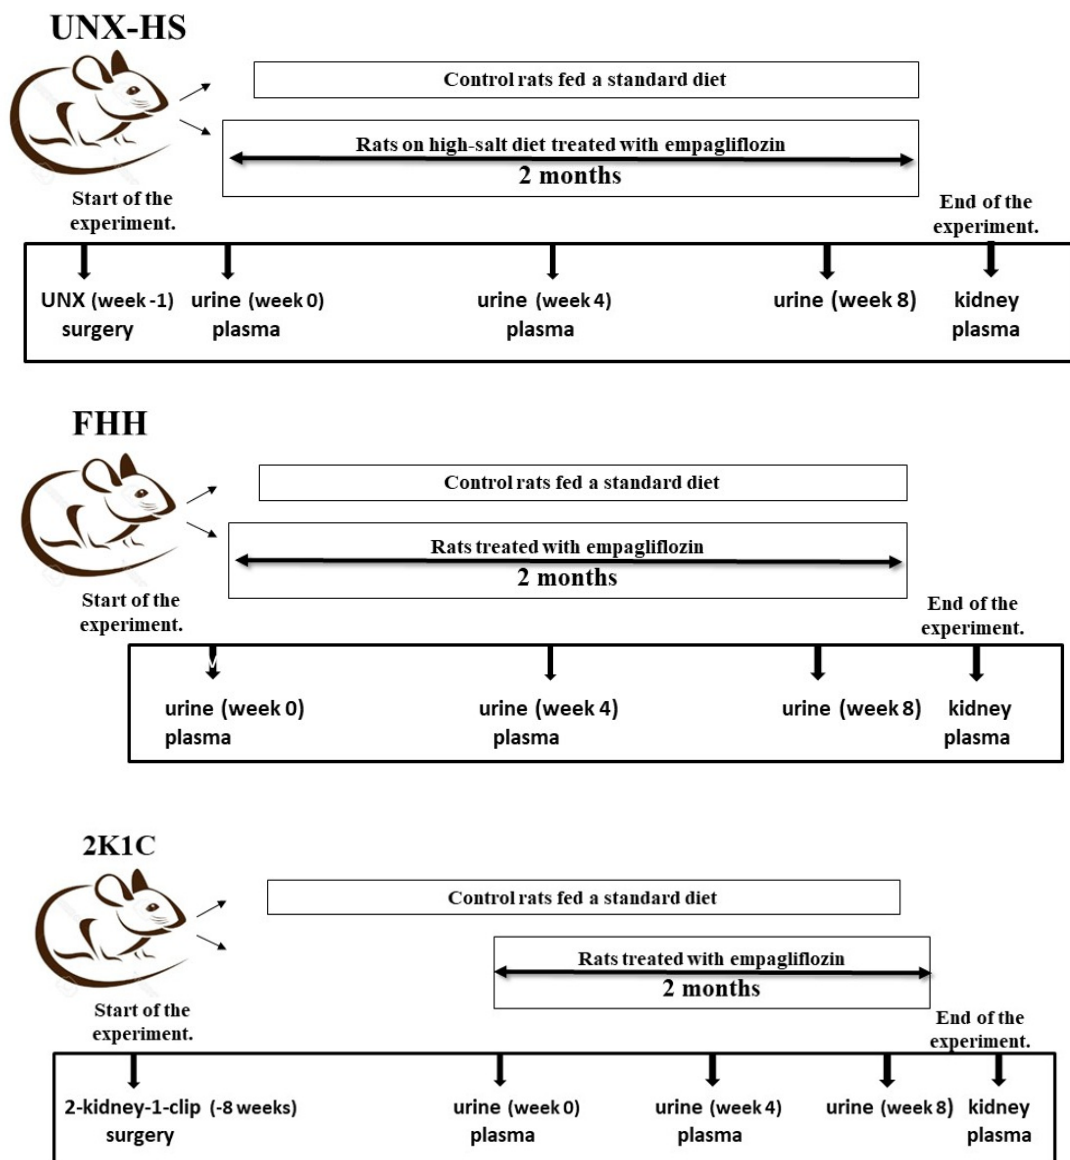 UNX-HS
Control rats fed a standard diet
Rats on high-salt diet treated with empagliflozin
2 months
Start of the
experiment.
End of the
experiment.
UNX (week -1) urine (week 0) urine (week 4) urine (week 8) kidney
surgery plasma plasma plasma
FHH
Control rats fed a standard diet
Rats treated with empagliflozin
2 months
Start of the
experiment.
End of the
experiment.
urine (week 0) urine (week 4) urine (week 8) kidney
plasma plasma plasma
2K1C
Control rats fed a standard diet
Rats treated with empagliflozin
2 months
Start of the
experiment.
End of the
experiment.
2-kidney-1-clip (-8 weeks) urine (week 0) urine (week 4) urine (week 8) kidney
surgery plasma plasma plasma